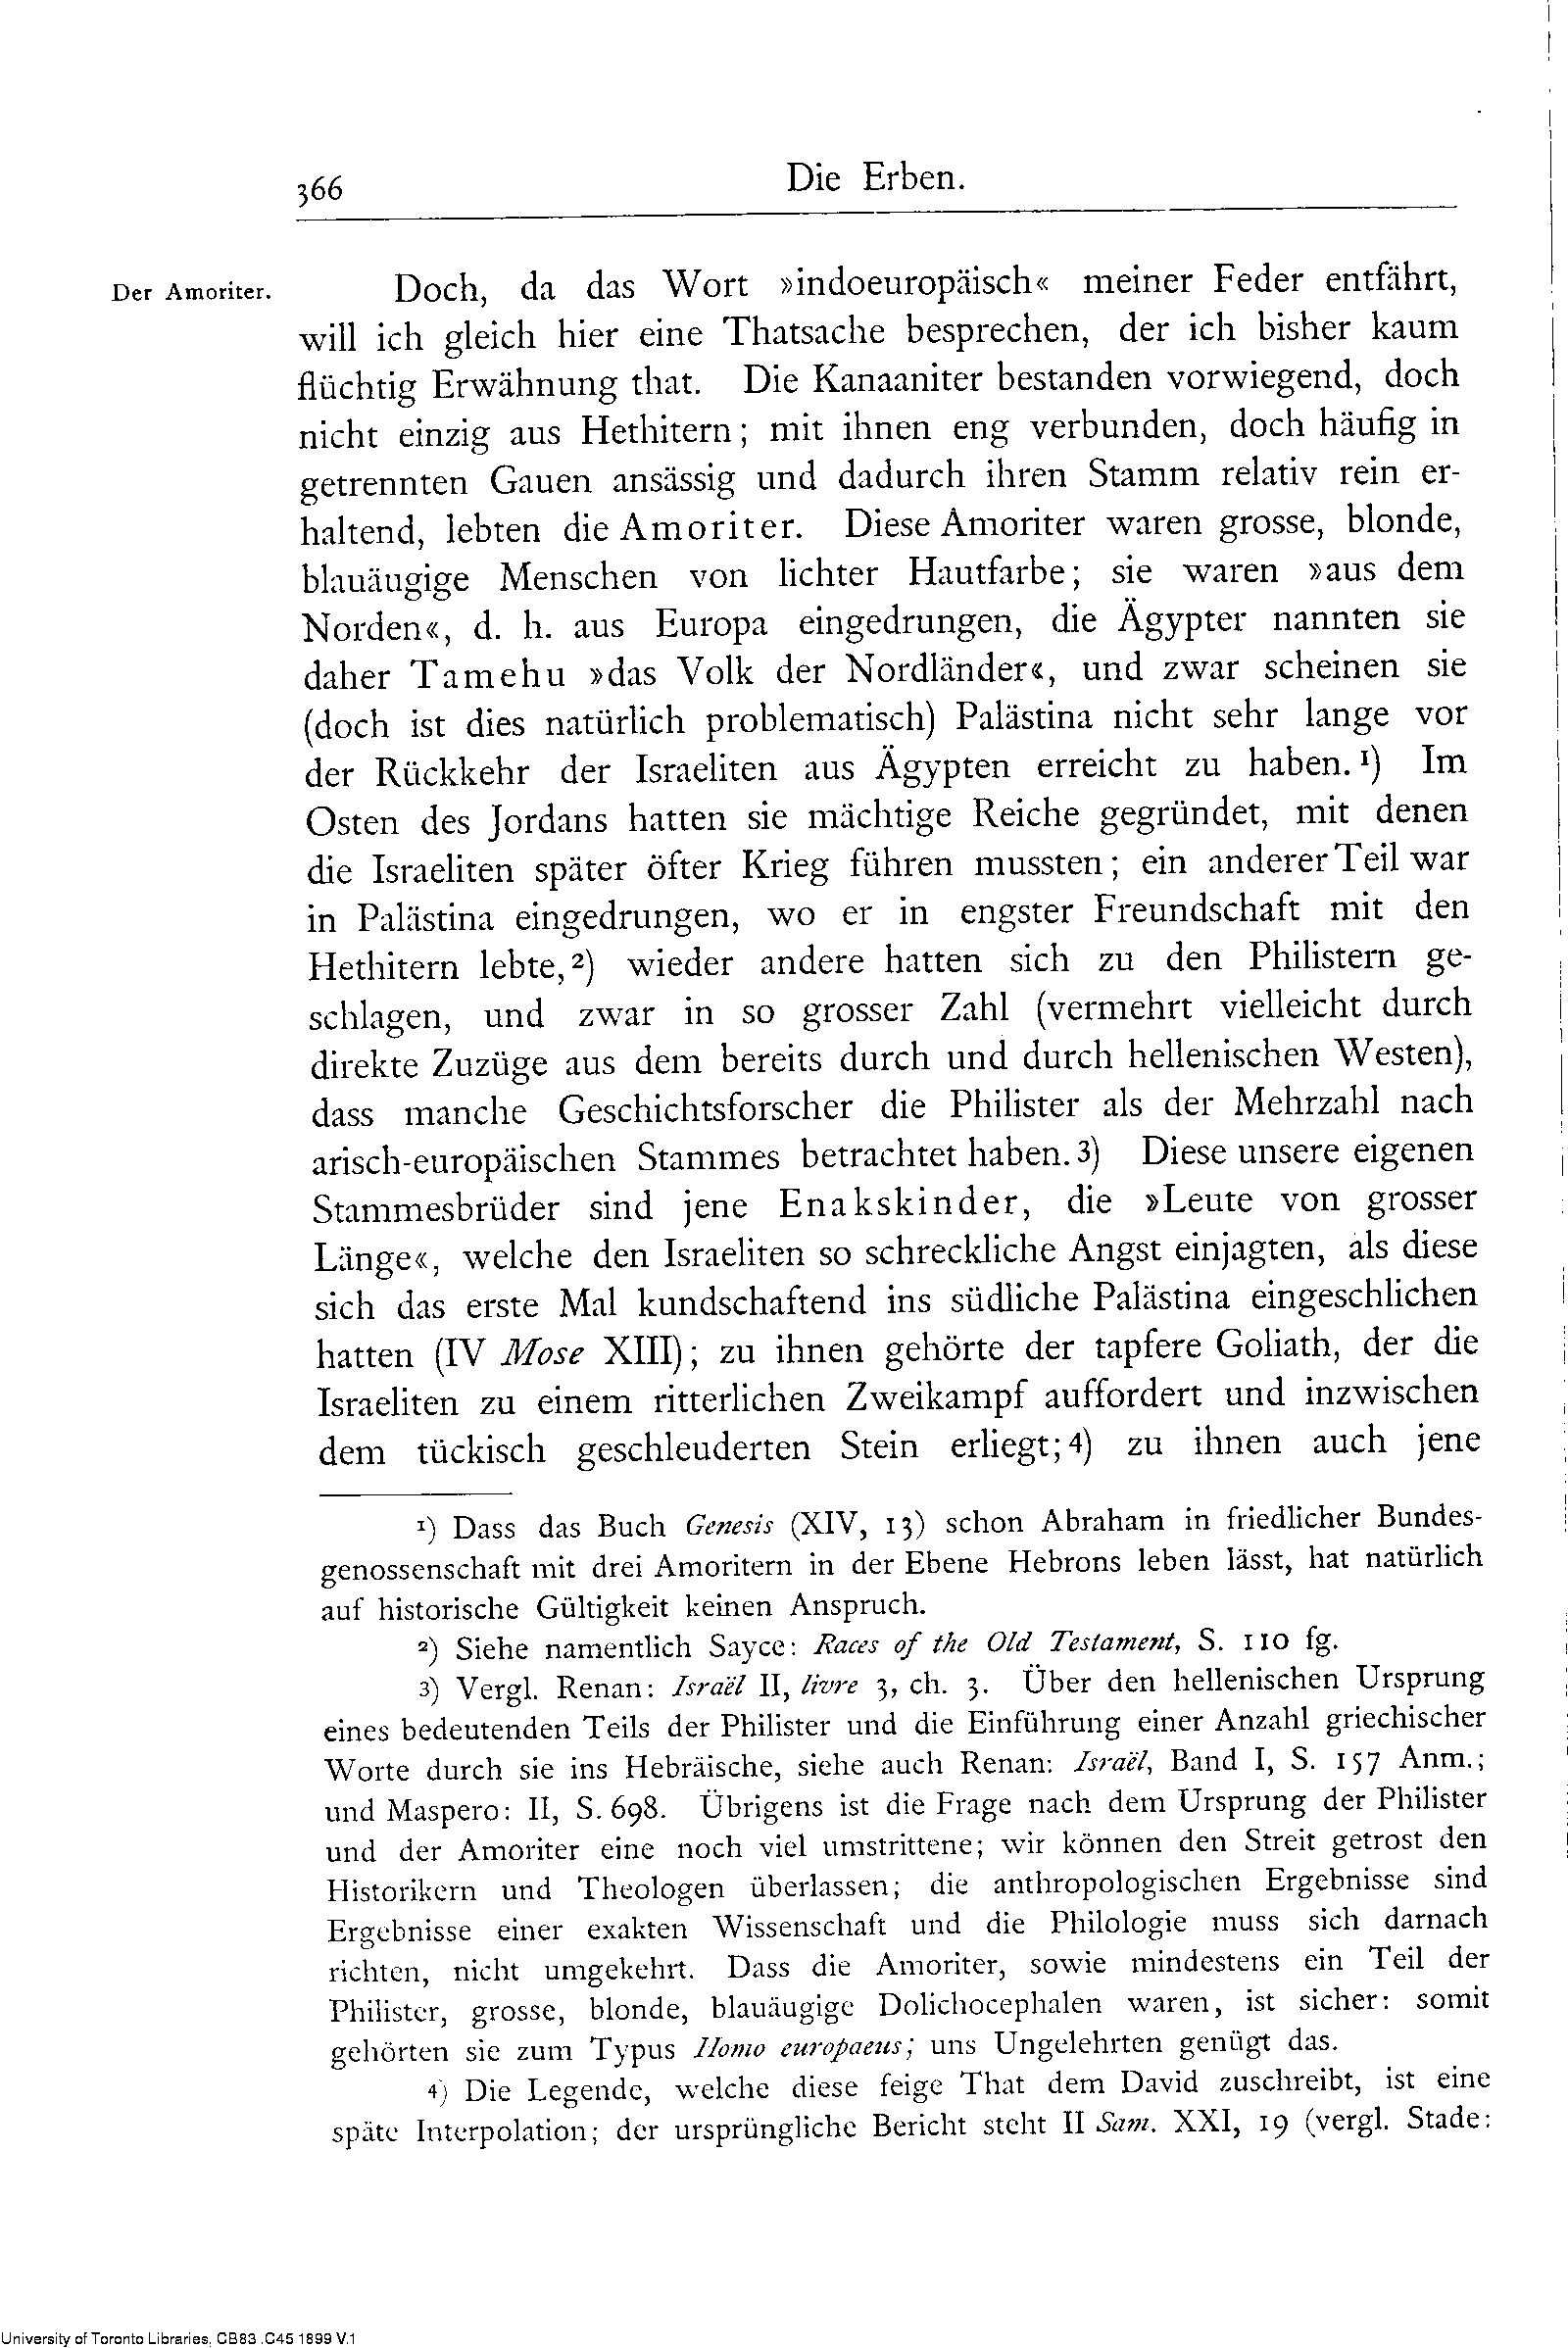 366
Die Erben.
Der Amoriter.
Doch, da das Wort »indoeuropäisch« meiner Feder entfährt,
will ich gleich hier eine Thatsache besprechen, der ich bisher kaum
flüchtig Erwähnung that. Die Kanaaniter bestanden vorwiegend, doch
nicht einzig aus Hethitern; mit ihnen eng verbunden, doch häufig in
getrennten Gauen ansässig und dadurch ihren Stamm relativ rein er-
haltend, lebten die Amoriter. Diese Amoriter waren grosse, blonde,
blauäugige Menschen von lichter Hautfarbe; sie waren »aus dem
Norden«, d. h. aus Europa eingedrungen, die Ägypter nannten sie
daher Tamehu »das Volk der Nordländer«, und zwar scheinen sie
(doch ist dies natürlich problematisch) Palästina nicht sehr lange vor
der Rückkehr der Israeliten aus Ägypten erreicht zu haben.¹) Im
Osten des Jordans hatten sie mächtige Reiche gegründet, mit denen
die Israeliten später öfter Krieg führen mussten; ein anderer Teil war
in Palästina eingedrungen, wo er in engster Freundschaft mit den
Hethitern lebte,²) wieder andere hatten sich zu den Philistern ge-
schlagen, und zwar in so grosser Zahl (vermehrt vielleicht durch
direkte Zuzüge aus dem bereits durch und durch hellenischen Westen),
dass manche Geschichtsforscher die Philister als der Mehrzahl nach
arisch-europäischen Stammes betrachtet haben.³) Diese unsere eigenen
Stammesbrüder sind jene Enakskinder, die »Leute von grosser
Länge«, welche den Israeliten so schreckliche Angst einjagten, als diese
sich das erste Mal kundschaftend ins südliche Palästina eingeschlichen
hatten (IV Mose XIII); zu ihnen gehörte der tapfere Goliath, der die
Israeliten zu einem ritterlichen Zweikampf auffordert und inzwischen
dem tückisch geschleuderten Stein erliegt;⁴) zu ihnen auch jene
¹) Dass das Buch Genesis (XIV, 13) schon Abraham in friedlicher Bundes-
genossenschaft mit drei Amoritern in der Ebene Hebrons leben lässt, hat natürlich
auf historische Gültigkeit keinen Anspruch.
²) Siehe namentlich Sayce: Races of the Old Testament, S. 110 fg.
³) Vergl. Renan: Israël II, livre 3, ch. 3. Über den hellenischen Ursprung
eines bedeutenden Teils der Philister und die Einführung einer Anzahl griechischer
Worte durch sie ins Hebräische, siehe auch Renan: Israël, Band I, S. 157 Anm.;
und Maspero: II, S. 698. Übrigens ist die Frage nach dem Ursprung der Philister
und der Amoriter eine noch viel umstrittene; wir können den Streit getrost den
Historikern und Theologen überlassen; die anthropologischen Ergebnisse sind
Ergebnisse einer exakten Wissenschaft und die Philologie muss sich darnach
richten, nicht umgekehrt. Dass die Amoriter, sowie mindestens ein Teil der
Philister, grosse, blonde, blauäugige Dolichocephalen waren, ist sicher: somit
gehörten sie zum Typus Homo europaeus; uns Ungelehrten genügt das.
⁴) Die Legende, welche diese feige That dem David zuschreibt, ist eine
späte Interpolation; der ursprüngliche Bericht steht II Sam. XXI, 19 (vergl. Stade:
University of Toronto Libraries, CB83 .C45 1899 V.1